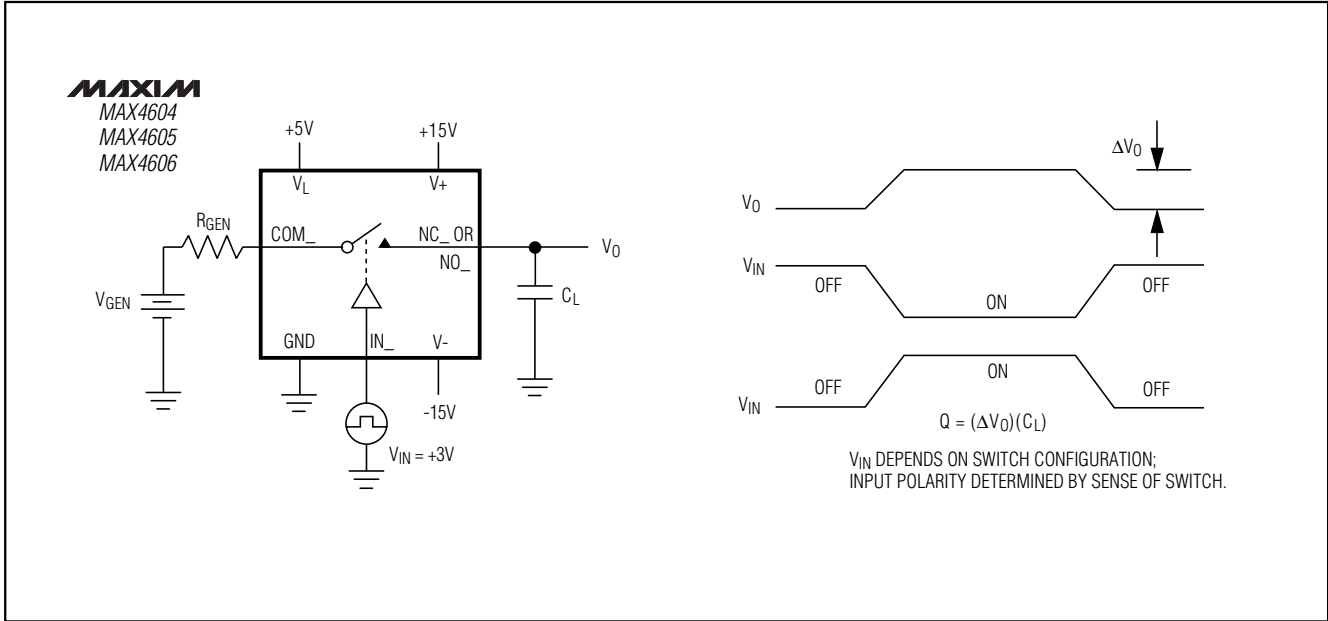 MAXIM
MAX4604
MAX4605
MAX4606
+5V
+15V
VL
V+
RGEN
COM_
NC_ OR
NO_
VO
VGEN
CL
GND
IN_
V-
-15V
VIN = +3V
ΔVO
VO
VIN
OFF
ON
OFF
VIN
OFF
ON
OFF
Q = (ΔVO)(CL)
VIN DEPENDS ON SWITCH CONFIGURATION;
INPUT POLARITY DETERMINED BY SENSE OF SWITCH.